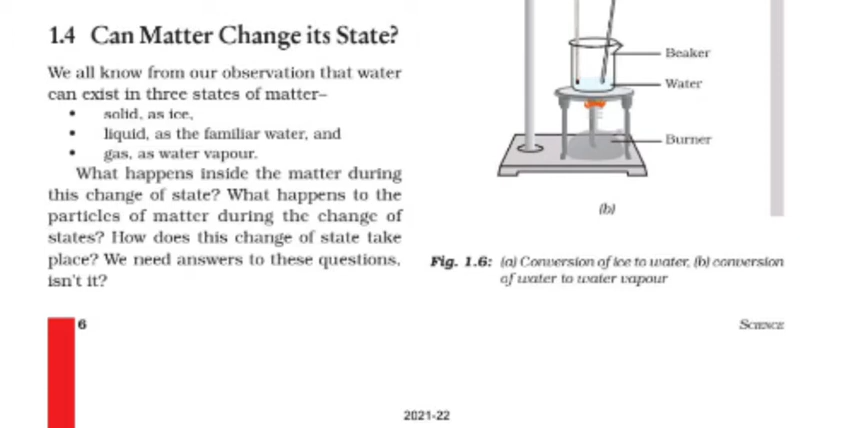 1.4 Can Matter Change its State?
We all know from our observation that water
can exist in three states of matter–
• solid, as ice,
• liquid, as the familiar water, and
• gas, as water vapour.
What happens inside the matter during
this change of state? What happens to the
particles of matter during the change of
states? How does this change of state take
place? We need answers to these questions,
isn't it?
Beaker
Water
Burner
(b)
Fig. 1.6: (a) Conversion of ice to water, (b) conversion
of water to water vapour
6
SCIENCE
2021-22